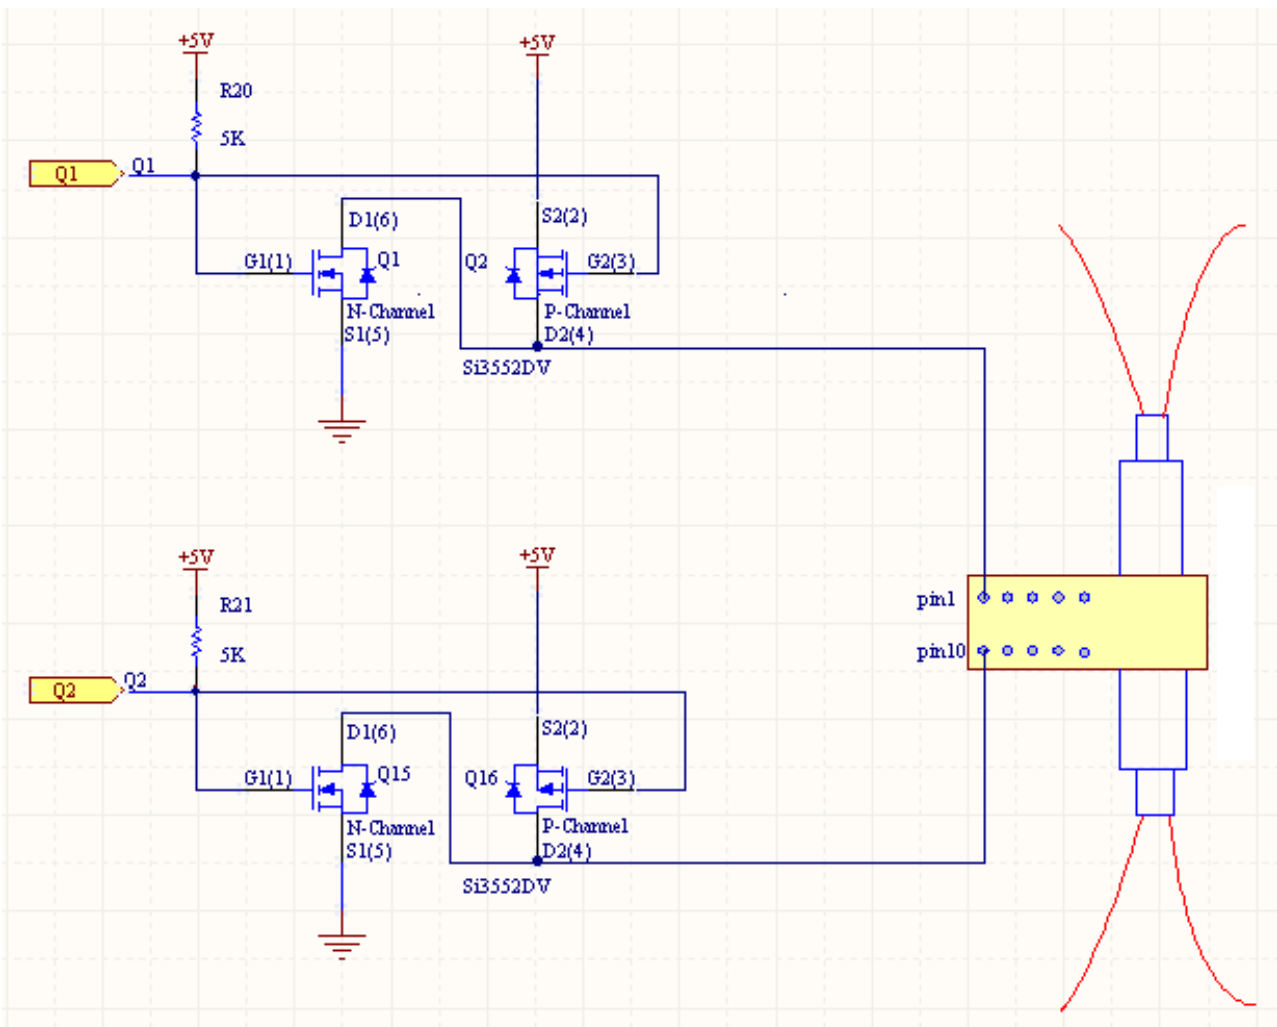 +5V
+5V
R20
5K
Q1
Q1
D1(6)
S2(2)
G1(1)
Q1
Q2
G2(3)
N-Channel
P-Channel
S1(5)
D2(4)
Si3552DV
+5V
+5V
R21
pin1
5K
pin10
Q2
Q2
D1(6)
S2(2)
G1(1)
Q15
Q16
G2(3)
N-Channel
P-Channel
S1(5)
D2(4)
Si3552DV